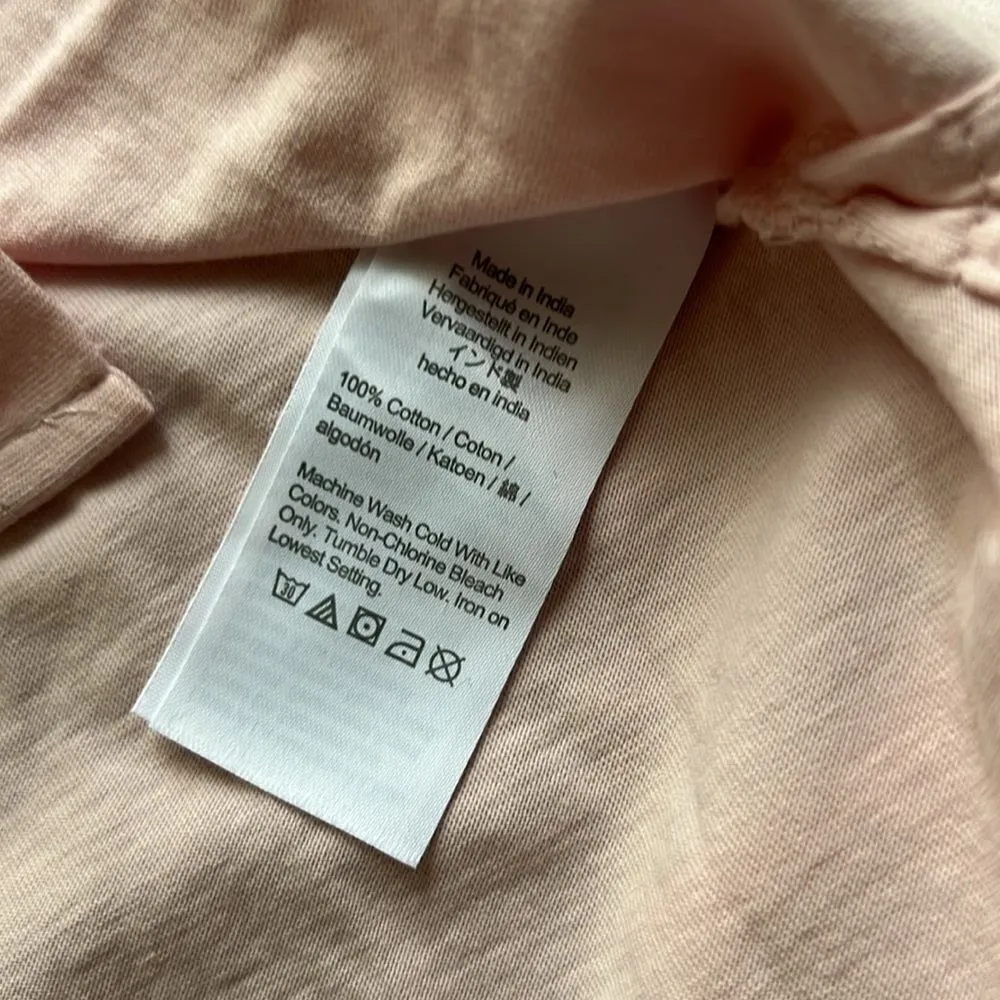 Made in India
Fabriqué en Inde
Hergestellt in Indien
Vervaardigd in India
インド製
hecho en india
100% Cotton / Coton /
Baumwolle / Katoen / 綿 /
algodón
Machine Wash Cold With Like
Colors. Non-Chlorine Bleach
Only. Tumble Dry Low. Iron on
Lowest Setting.
30